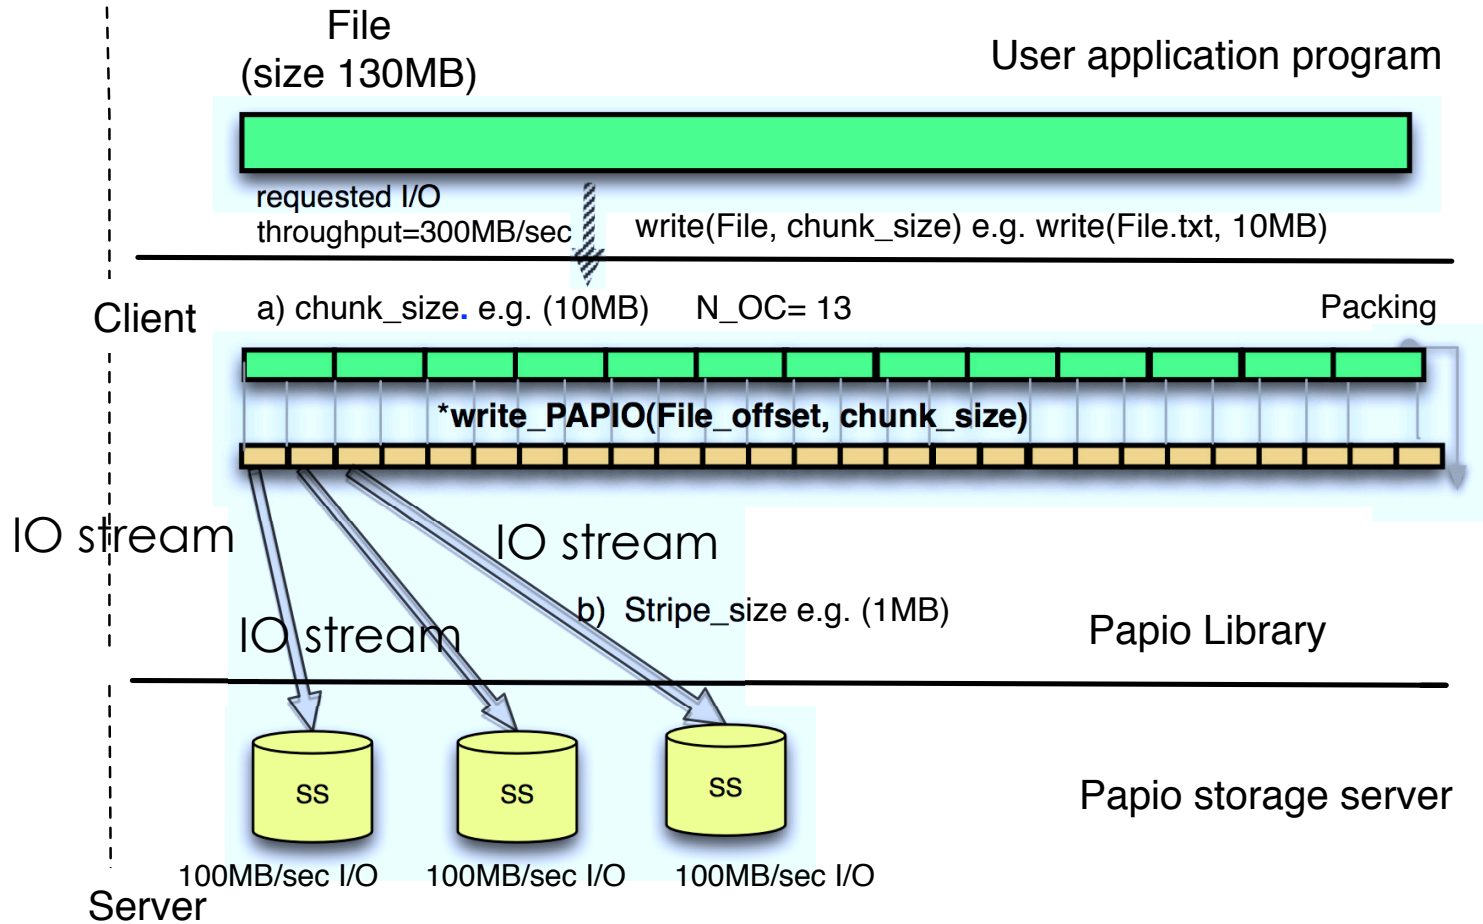 File
(size 130MB)
User application program
requested I/O
throughput=300MB/sec
write(File, chunk_size) e.g. write(File.txt, 10MB)
Client
a) chunk_size. e.g. (10MB) N_OC= 13
Packing
*write_PAPIO(File_offset, chunk_size)
IO stream
IO stream
b) Stripe_size e.g. (1MB)
IO stream
Papio Library
SS
SS
SS
Papio storage server
100MB/sec I/O
100MB/sec I/O
100MB/sec I/O
Server